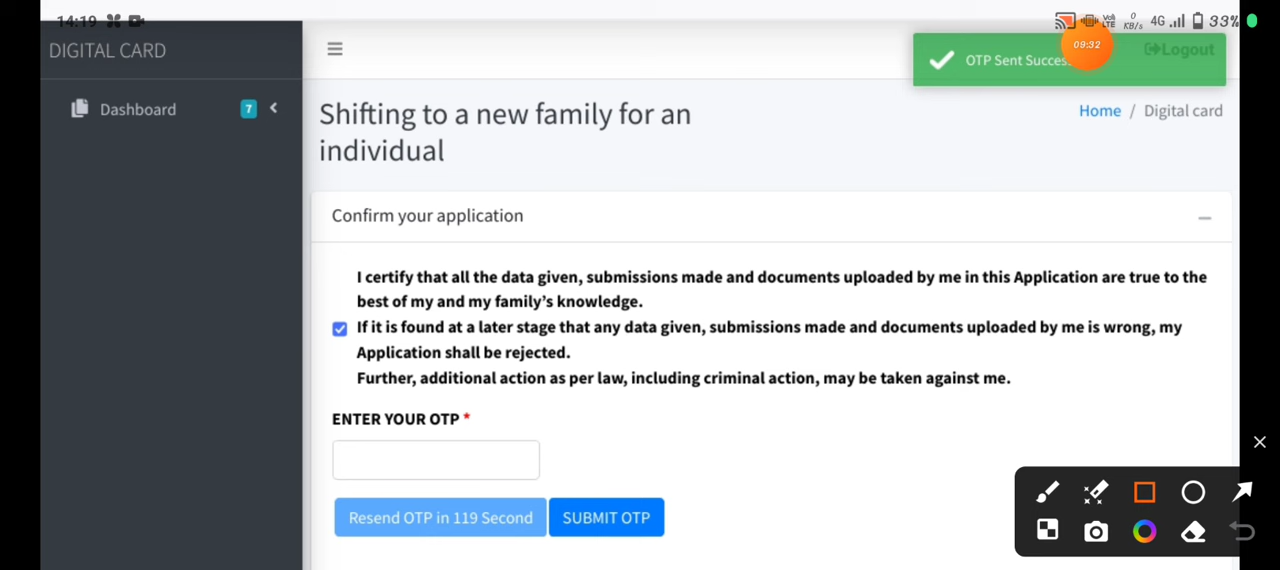 14:19
Vo)
LTE
0
KB/s
4G
33%
09:32
DIGITAL CARD
Logout
OTP Sent Succes
Dashboard
7
Shifting to a new family for an
individual
Home / Digital card
Confirm your application
I certify that all the data given, submissions made and documents uploaded by me in this Application are true to the
best of my and my family’s knowledge.
If it is found at a later stage that any data given, submissions made and documents uploaded by me is wrong, my
Application shall be rejected.
Further, additional action as per law, including criminal action, may be taken against me.
ENTER YOUR OTP *
Resend OTP in 119 Second
SUBMIT OTP